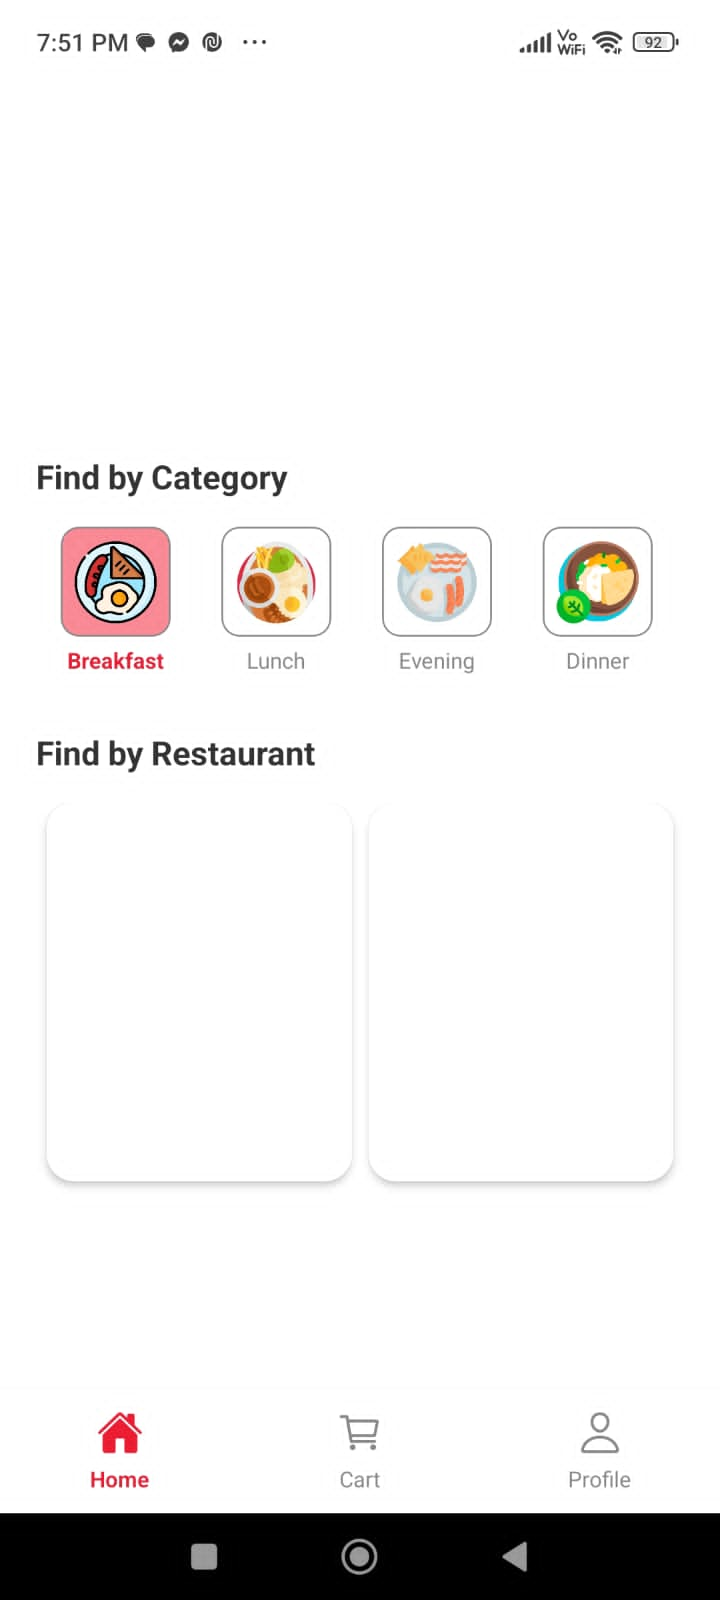 7:51 PM
Vo
WiFi
92
Find by Category
Breakfast
Lunch
Evening
Dinner
Find by Restaurant
Home
Cart
Profile